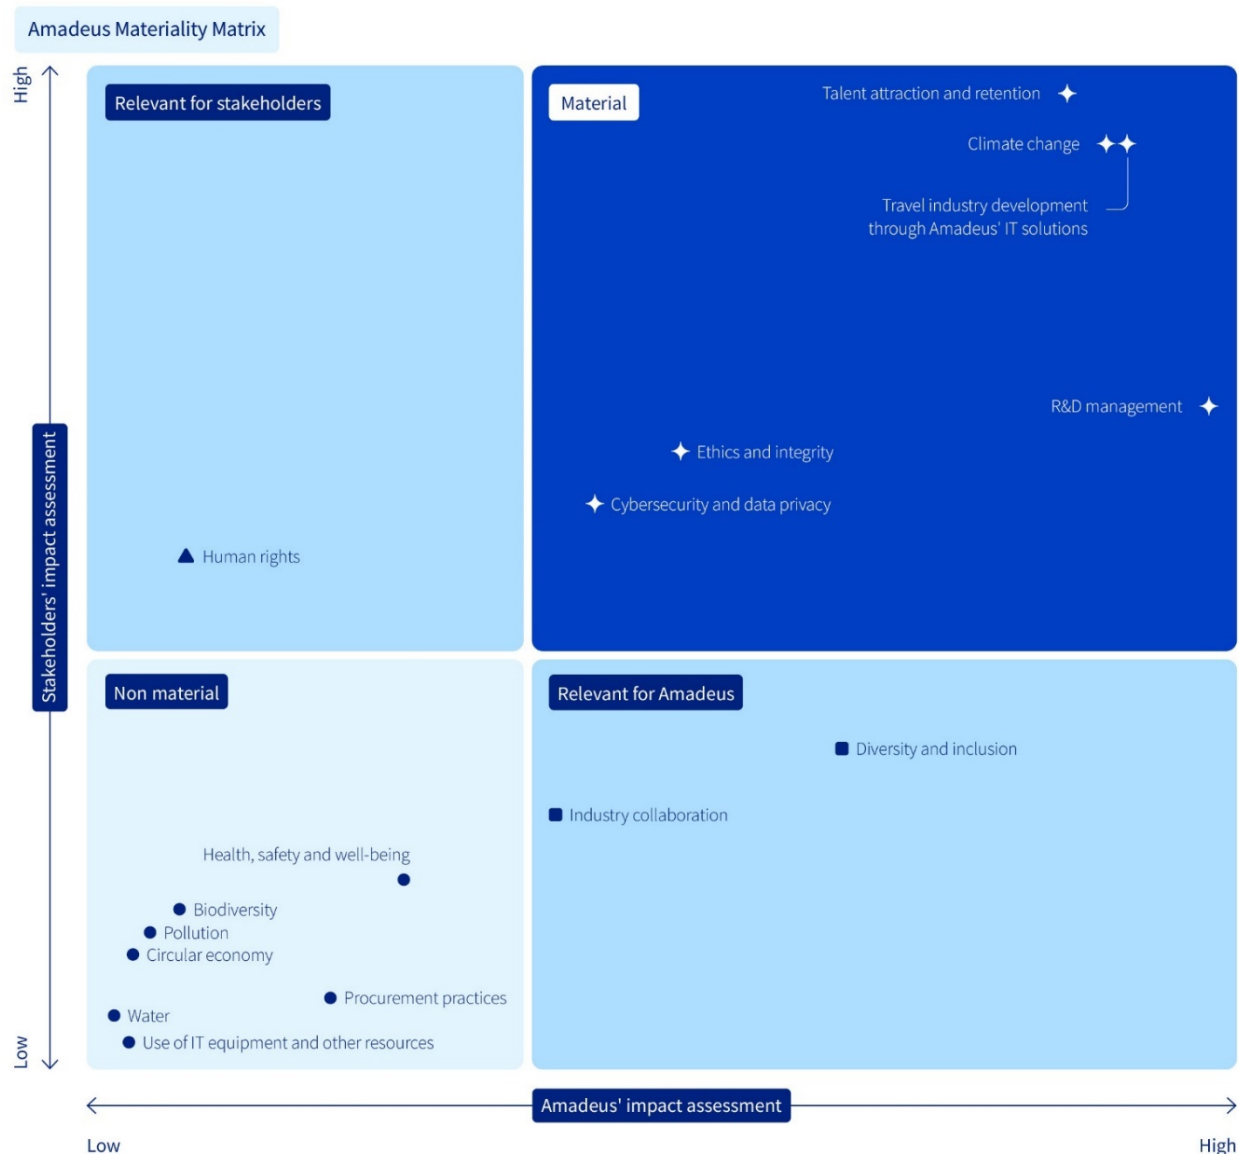 Amadeus Materiality Matrix
High
Relevant for stakeholders
Material
Talent attraction and retention
Climate change
Travel industry development
through Amadeus' IT solutions
R&D management
Ethics and integrity
Cybersecurity and data privacy
Human rights
Stakeholders' impact assessment
Non material
Relevant for Amadeus
Diversity and inclusion
Industry collaboration
Health, safety and well-being
Biodiversity
Pollution
Circular economy
Procurement practices
Water
Use of IT equipment and other resources
Low
Amadeus' impact assessment
Low
High